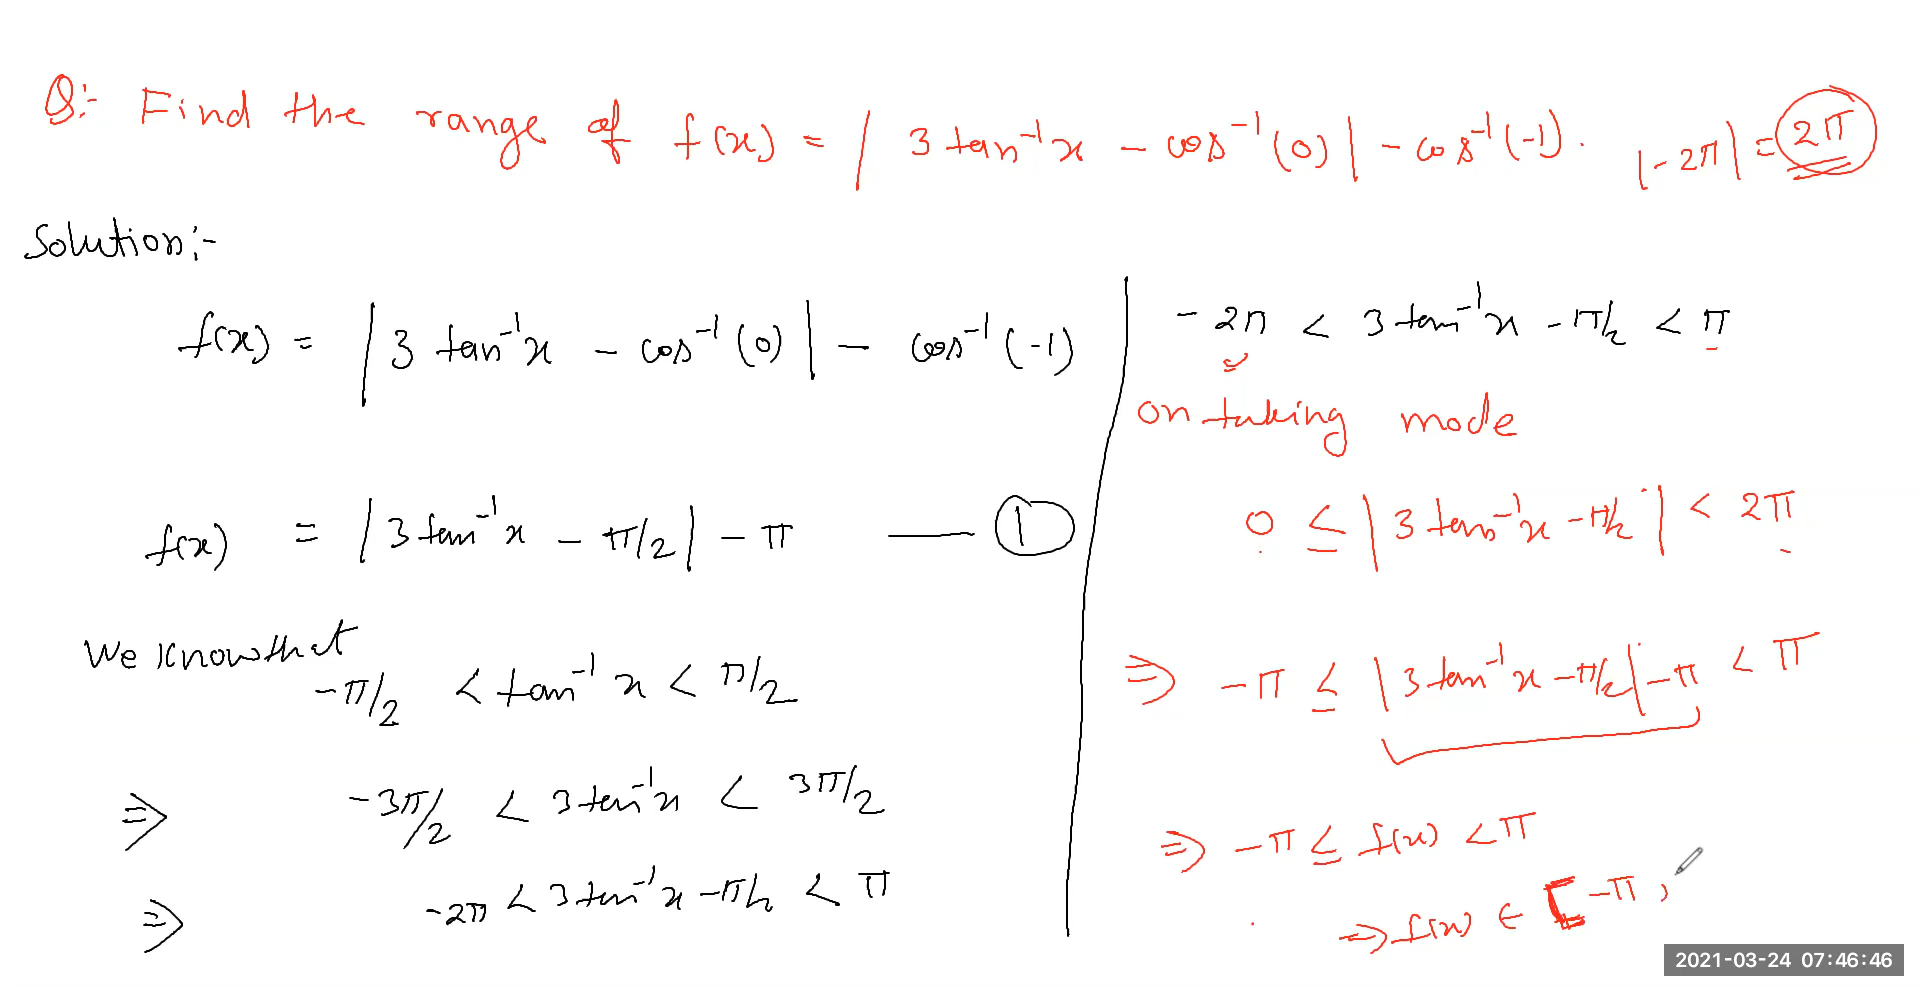 Q:- Find the range of f(x) = | 3 tan⁻¹x - cos⁻¹(0) | - cos⁻¹(-1). |-2π| = 2π
Solution:-
f(x) = | 3 tan⁻¹x - cos⁻¹(0) | - cos⁻¹(-1)
f(x) = | 3 tan⁻¹x - π/2 | - π —— ①
We know that
-π/2 < tan⁻¹x < π/2
⇒ -3π/2 < 3 tan⁻¹x < 3π/2
⇒ -2π < 3 tan⁻¹x - π/2 < π
-2π < 3 tan⁻¹x - π/2 < π
on taking mode
0 ≤ | 3 tan⁻¹x - π/2 | < 2π
⇒ -π ≤ | 3 tan⁻¹x - π/2 | - π < π
⇒ -π ≤ f(x) < π
⇒ f(x) ∈ [ -π ,
2021-03-24 07:46:46